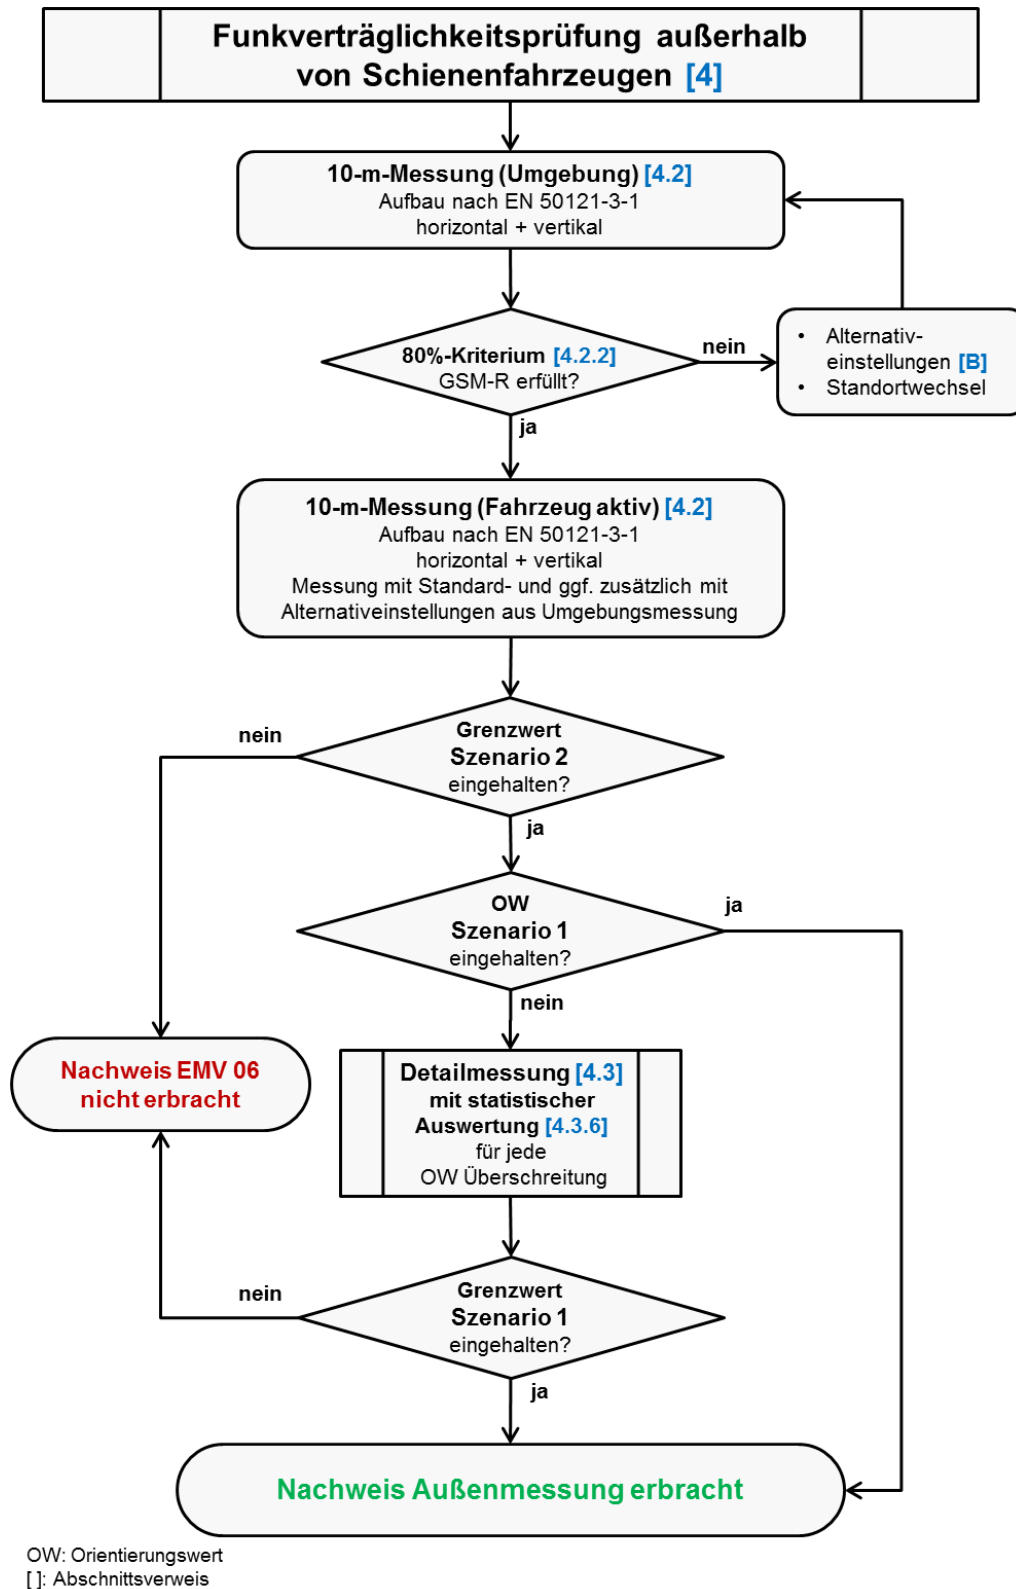 Funkverträglichkeitsprüfung außerhalb
von Schienenfahrzeugen [4]
10-m-Messung (Umgebung) [4.2]
Aufbau nach EN 50121-3-1
horizontal + vertikal
80%-Kriterium [4.2.2]
GSM-R erfüllt?
nein
• Alternativ-
einstellungen [B]
• Standortwechsel
ja
10-m-Messung (Fahrzeug aktiv) [4.2]
Aufbau nach EN 50121-3-1
horizontal + vertikal
Messung mit Standard- und ggf. zusätzlich mit
Alternativeinstellungen aus Umgebungsmessung
Grenzwert
Szenario 2
eingehalten?
nein
ja
OW
Szenario 1
eingehalten?
ja
nein
Nachweis EMV 06
nicht erbracht
Detailmessung [4.3]
mit statistischer
Auswertung [4.3.6]
für jede
OW Überschreitung
Grenzwert
Szenario 1
eingehalten?
nein
ja
Nachweis Außenmessung erbracht
OW: Orientierungswert
[ ]: Abschnittsverweis